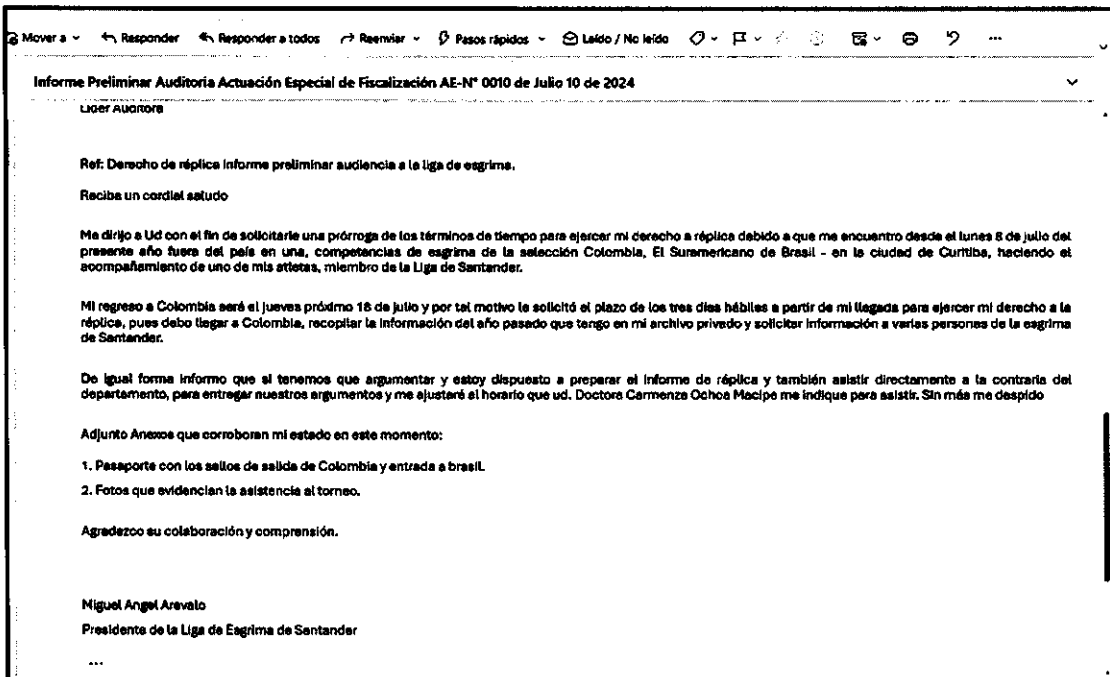 Mover a Responder Responder a todos Reenviar Pasos rápidos Leído / No leído ...
Informe Preliminar Auditoria Actuación Especial de Fiscalización AE-N° 0010 de Julio 10 de 2024
Lider Auditora
Ref: Derecho de réplica informe preliminar audiencia a la liga de esgrima.
Reciba un cordial saludo
Me dirijo a Ud con el fin de solicitarle una prórroga de los términos de tiempo para ejercer mi derecho a réplica debido a que me encuentro desde el lunes 8 de julio del
presente año fuera del país en una, competencias de esgrima de la selección Colombia, El Suramericano de Brasil - en la ciudad de Curitiba, haciendo el
acompañamiento de uno de mis atletas, miembro de la Liga de Santander.
Mi regreso a Colombia será el jueves próximo 18 de julio y por tal motivo le solicitó el plazo de los tres días hábiles a partir de mi llegada para ejercer mi derecho a la
réplica, pues debo llegar a Colombia, recopilar la información del año pasado que tengo en mi archivo privado y solicitar información a varias personas de la esgrima
de Santander.
De igual forma informo que si tenemos que argumentar y estoy dispuesto a preparar el informe de réplica y también asistir directamente a la contraria del
departamento, para entregar nuestros argumentos y me ajustaré al horario que ud. Doctora Carmenza Ochoa Macipe me indique para asistir. Sin más me despido
Adjunto Anexos que corroboran mi estado en este momento:
1. Pasaporte con los sellos de salida de Colombia y entrada a brasil.
2. Fotos que evidencian la asistencia al torneo.
Agradezco su colaboración y comprensión.
Miguel Angel Arevalo
Presidente de la Liga de Esgrima de Santander
...